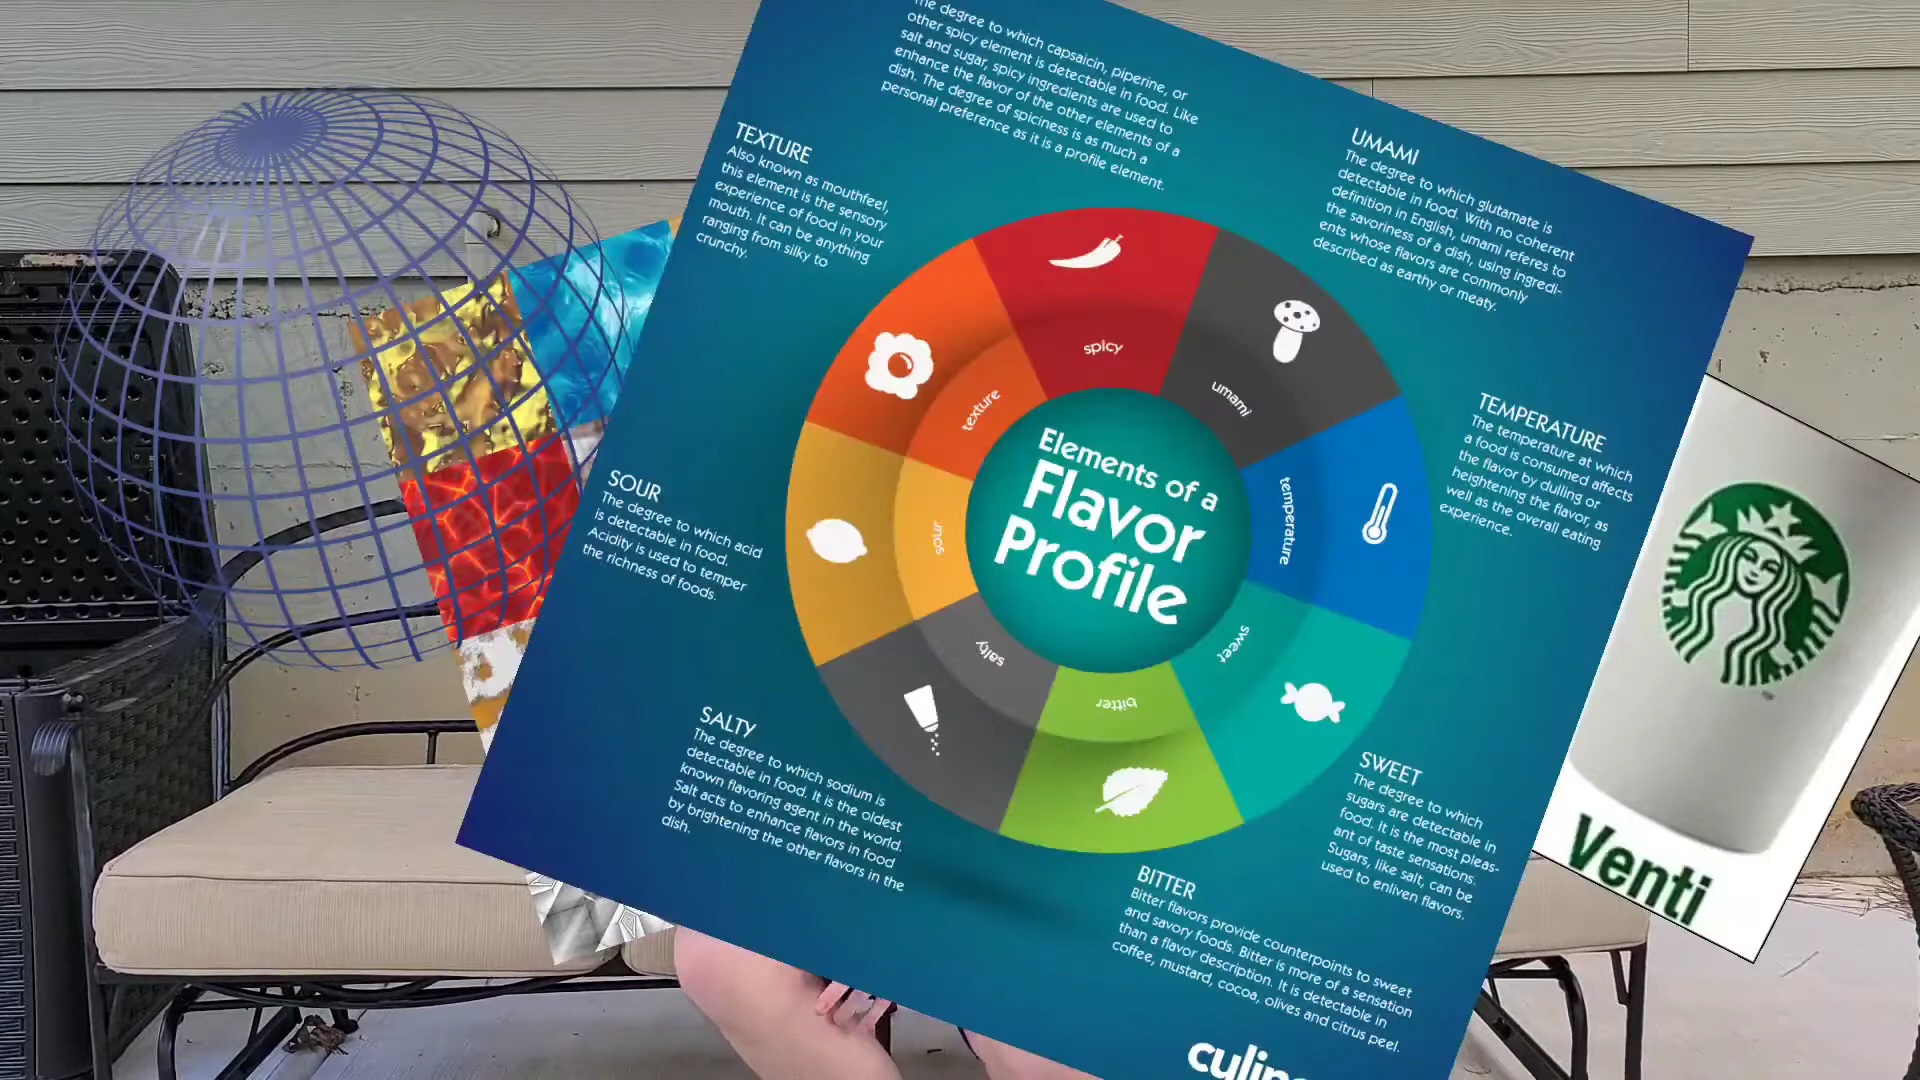 The degree to which capsaicin, piperine, or
other spicy element is detectable in food. Like
salt and sugar, spicy ingredients are used to
enhance the flavor of the other elements of a
dish. The degree of spiciness is as much a
personal preference as it is a profile element.
TEXTURE
Also known as mouthfeel,
this element is the sensory
experience of food in your
mouth. It can be anything
ranging from silky to
crunchy.
UMAMI
The degree to which glutamate is
detectable in food. With no coherent
definition in English, umami referes to
the savoriness of a dish, using ingredi-
ents whose flavors are commonly
described as earthy or meaty.
spicy
umami
texture
temperature
sour
sweet
salty
bitter
Elements of a
Flavor
Profile
TEMPERATURE
The temperature at which
a food is consumed affects
the flavor by dulling or
heightening the flavor, as
well as the overall eating
experience.
SOUR
The degree to which acid
is detectable in food.
Acidity is used to temper
the richness of foods.
SALTY
The degree to which sodium is
detectable in food. It is the oldest
known flavoring agent in the world.
Salt acts to enhance flavors in food
by brightening the other flavors in the
dish.
SWEET
The degree to which
sugars are detectable in
food. It is the most pleas-
ant of taste sensations.
Sugars, like salt, can be
used to enliven flavors.
BITTER
Bitter flavors provide counterpoints to sweet
and savory foods. Bitter is more of a sensation
than a flavor description. It is detectable in
coffee, mustard, cocoa, olives and citrus peel.
Venti